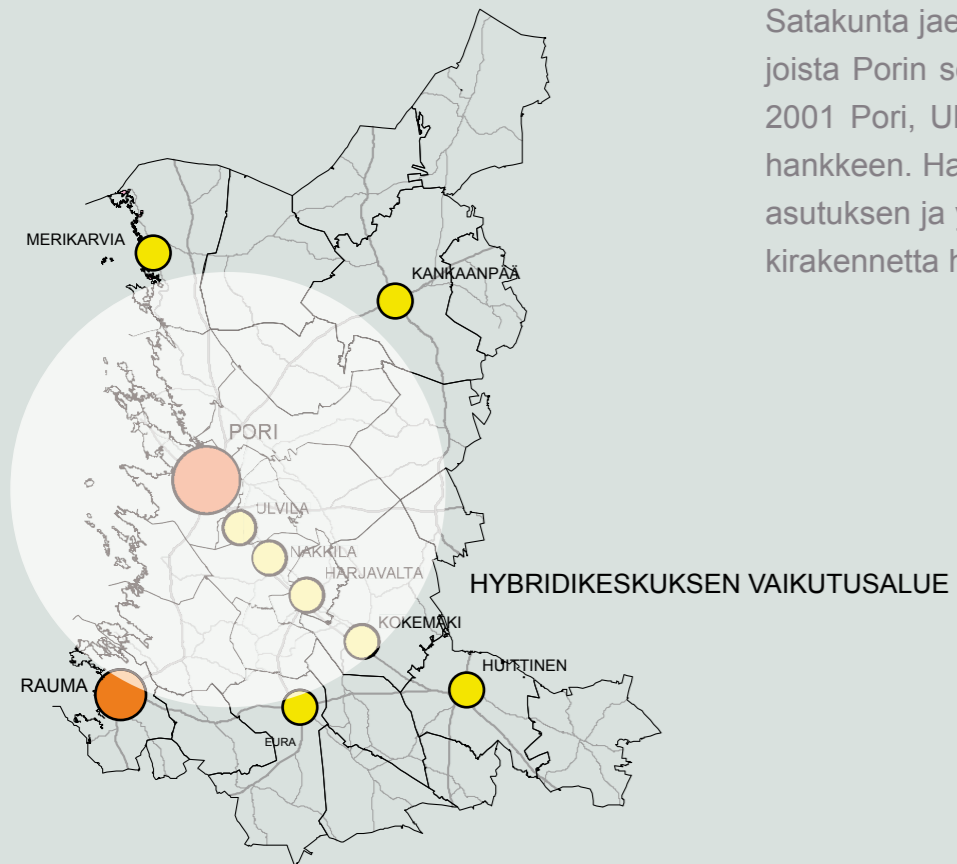 Satakunta jae
joista Porin s
2001 Pori, Ul
hankkeen. Ha
asutuksen ja
kirakennetta
MERIKARVIA
KANKAANPÄÄ
PORI
ULVILA
NAKKILA
HARJAVALTA
HYBRIDIKESKUKSEN VAIKUTUSALUE
KOKEMÄKI
HUITTINEN
RAUMA
EURA